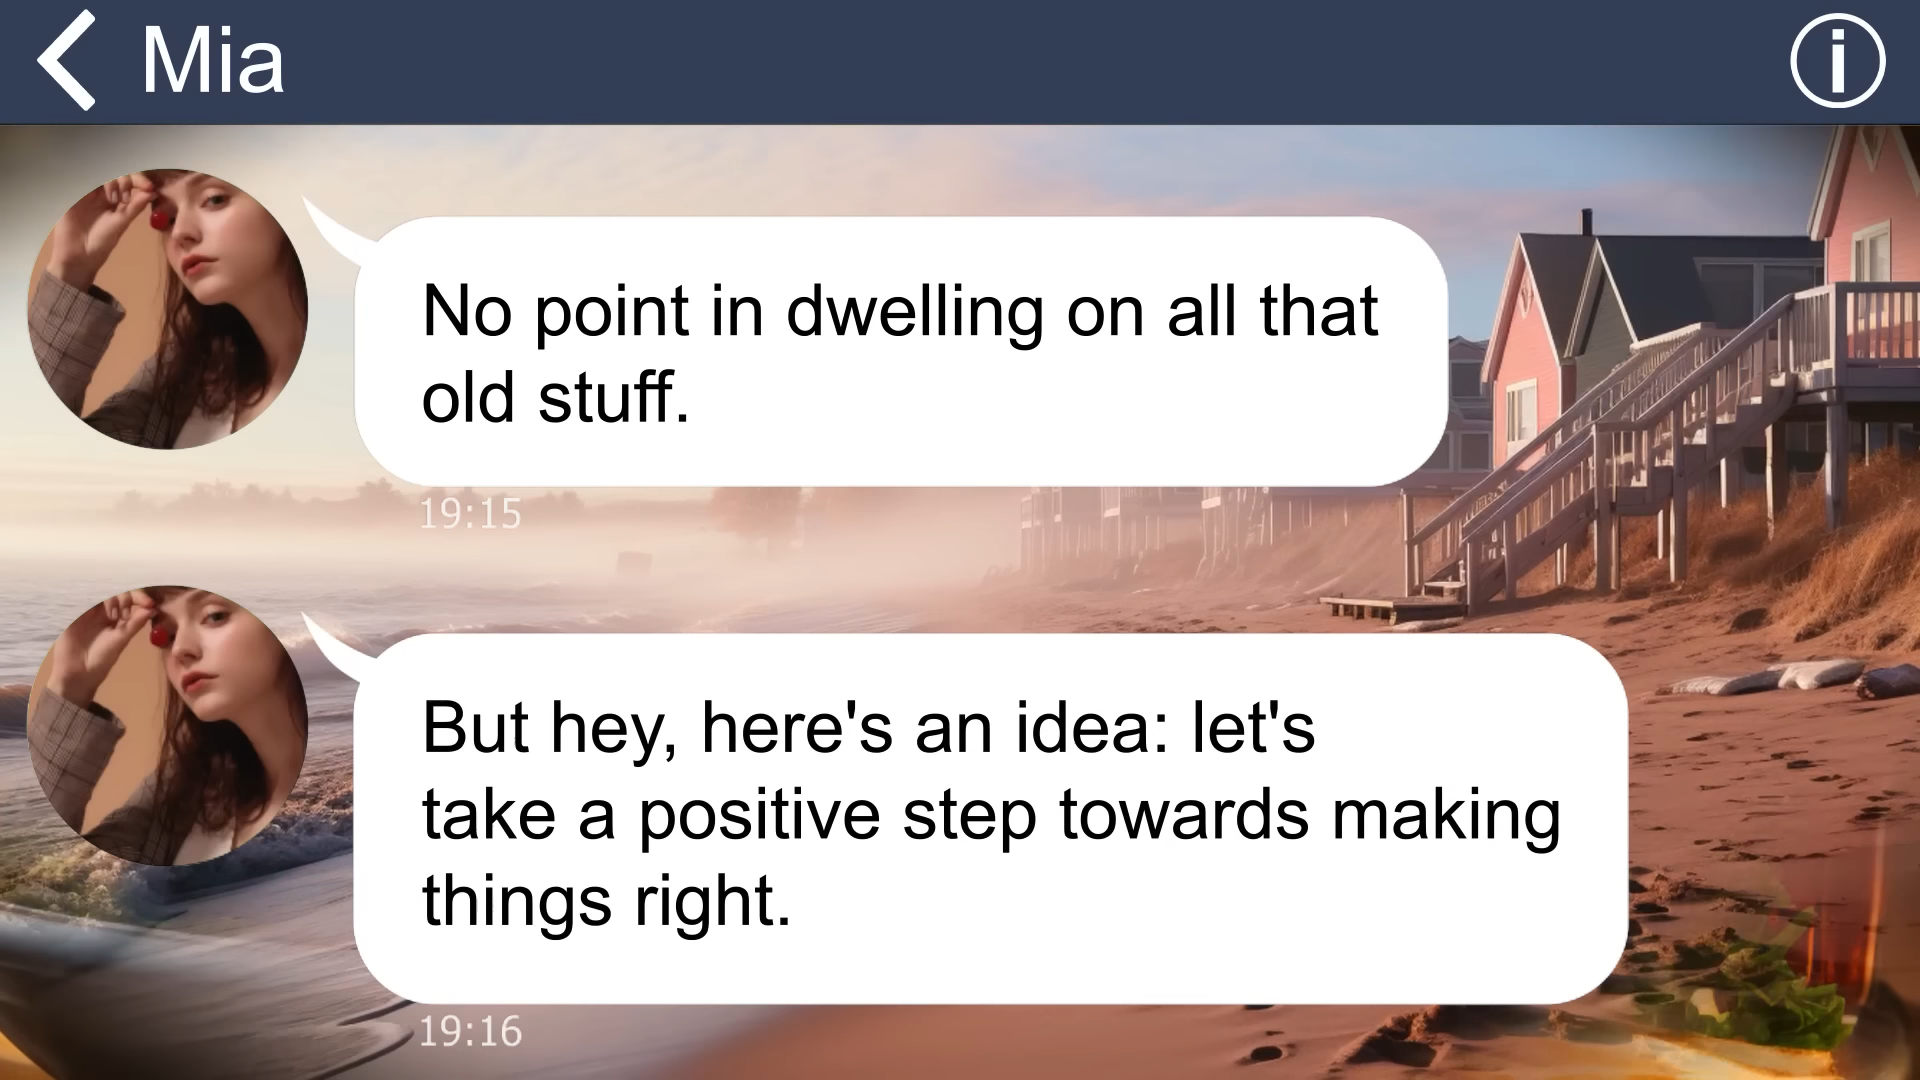 Mia
No point in dwelling on all that
old stuff.
19:15
But hey, here's an idea: let's
take a positive step towards making
things right.
19:16